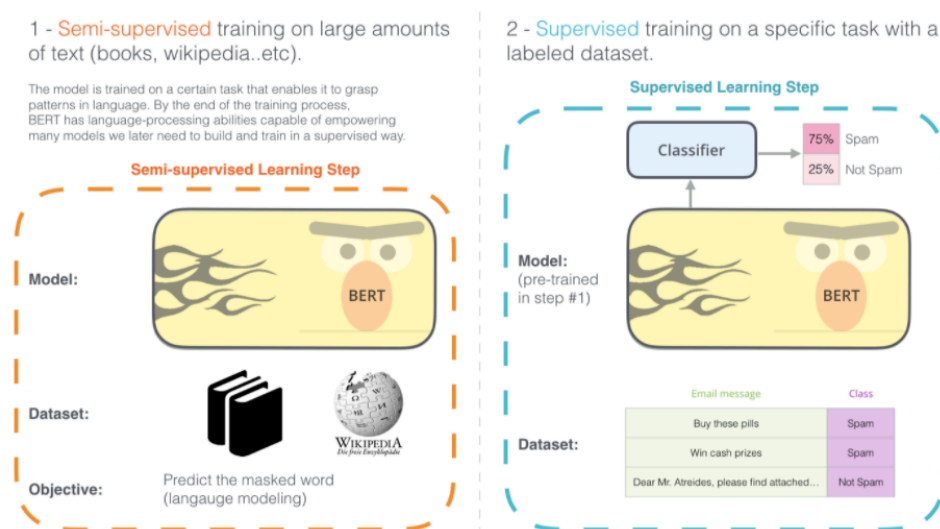 1 - Semi-supervised training on large amounts
of text (books, wikipedia..etc).
The model is trained on a certain task that enables it to grasp
patterns in language. By the end of the training process,
BERT has language-processing abilities capable of empowering
many models we later need to build and train in a supervised way.
Semi-supervised Learning Step
Model:
BERT
Dataset:
WIKIPEDIA
Die freie Enzyklopädie
Objective:
Predict the masked word
(langauge modeling)
2 - Supervised training on a specific task with a
labeled dataset.
Supervised Learning Step
Classifier
75% Spam
25% Not Spam
Model:
(pre-trained
in step #1)
BERT
Dataset:
Email message Class
Buy these pills Spam
Win cash prizes Spam
Dear Mr. Atreides, please find attached... Not Spam